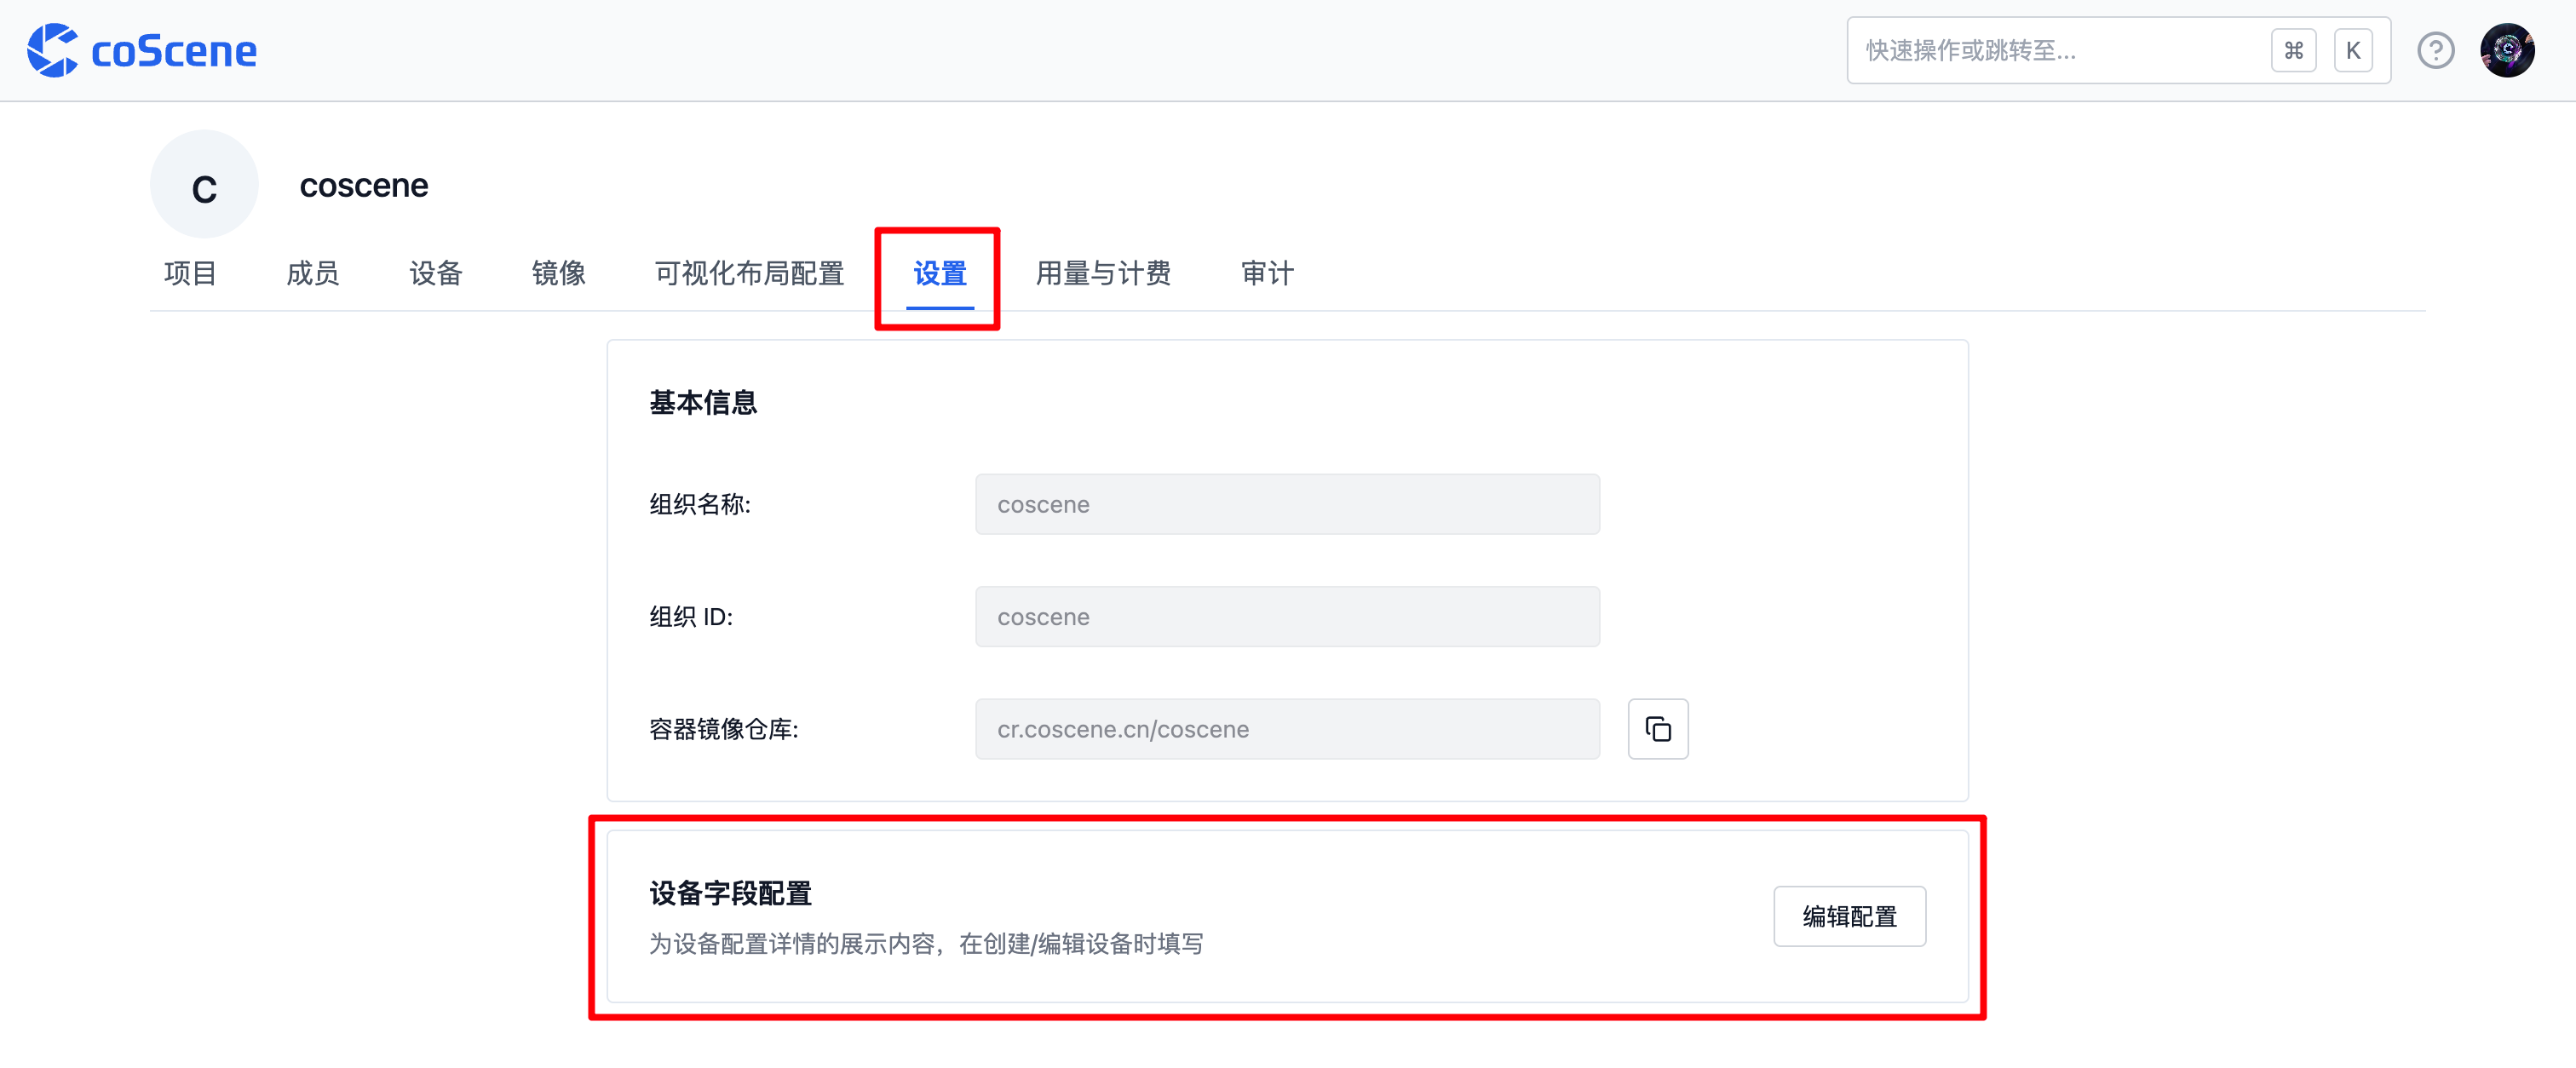 coScene
快速操作或跳转至... ⌘ K
C
coscene
项目 成员 设备 镜像 可视化布局配置 设置 用量与计费 审计
基本信息
组织名称: coscene
组织 ID: coscene
容器镜像仓库: cr.coscene.cn/coscene
设备字段配置
编辑配置
为设备配置详情的展示内容，在创建/编辑设备时填写